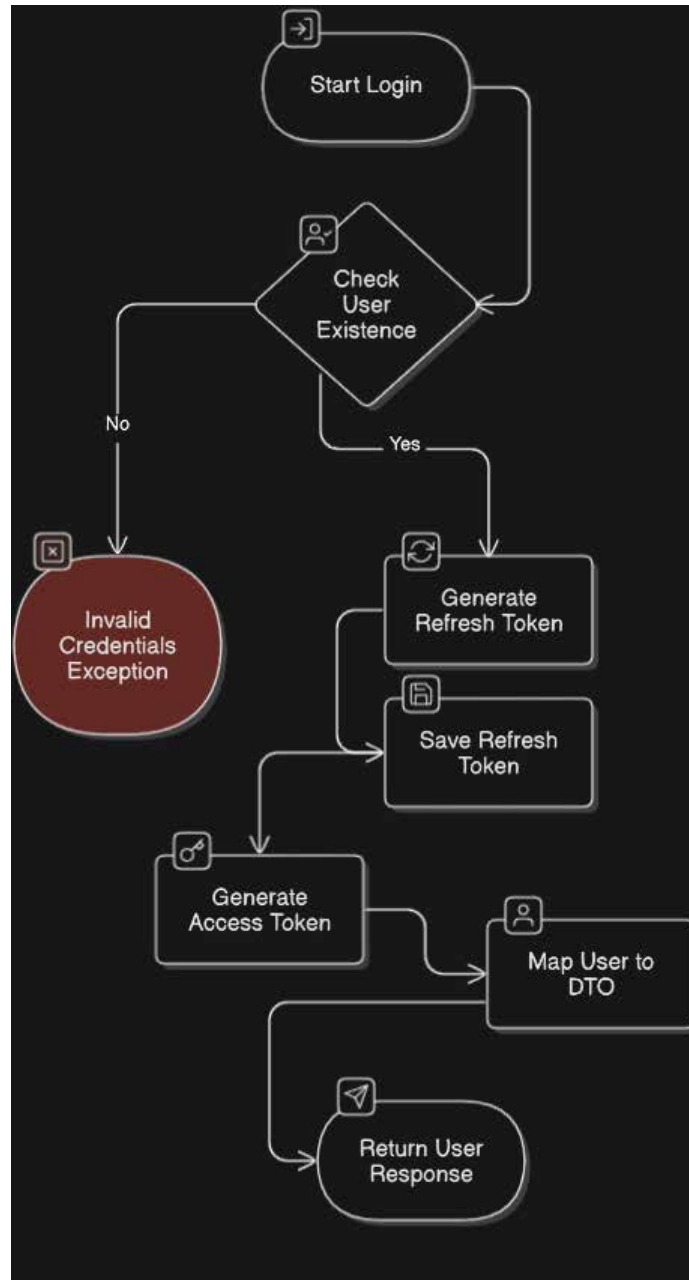 Start Login
Check
User
Existence
No
Yes
Invalid
Credentials
Exception
Generate
Refresh Token
Save Refresh
Token
Generate
Access Token
Map User to
DTO
Return User
Response